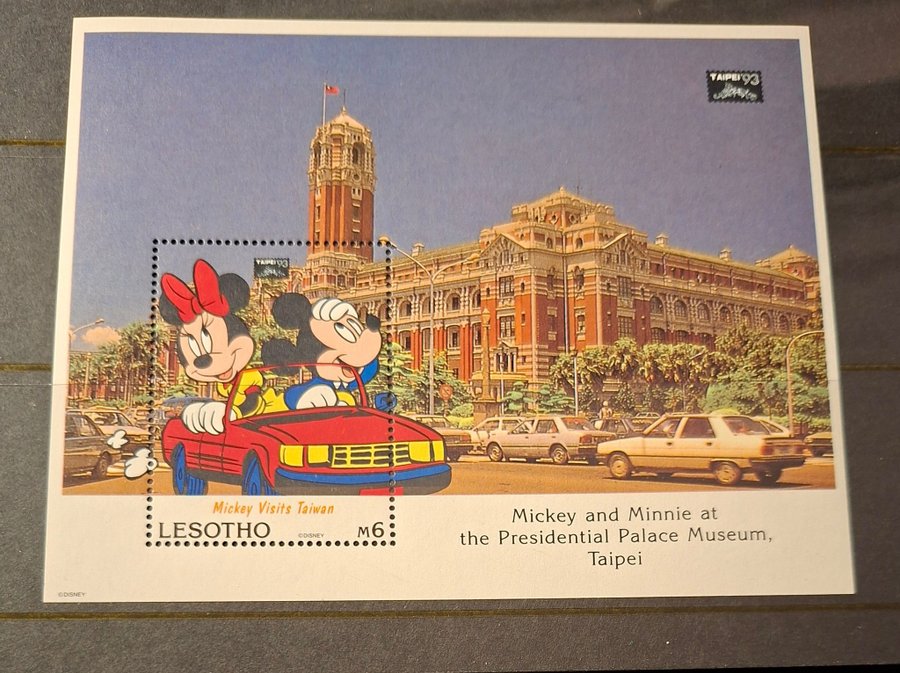 TAIPEI '93
TAIPEI '93
Mickey Visits Taiwan
LESOTHO
©DISNEY
M6
Mickey and Minnie at
the Presidential Palace Museum,
Taipei
©DISNEY